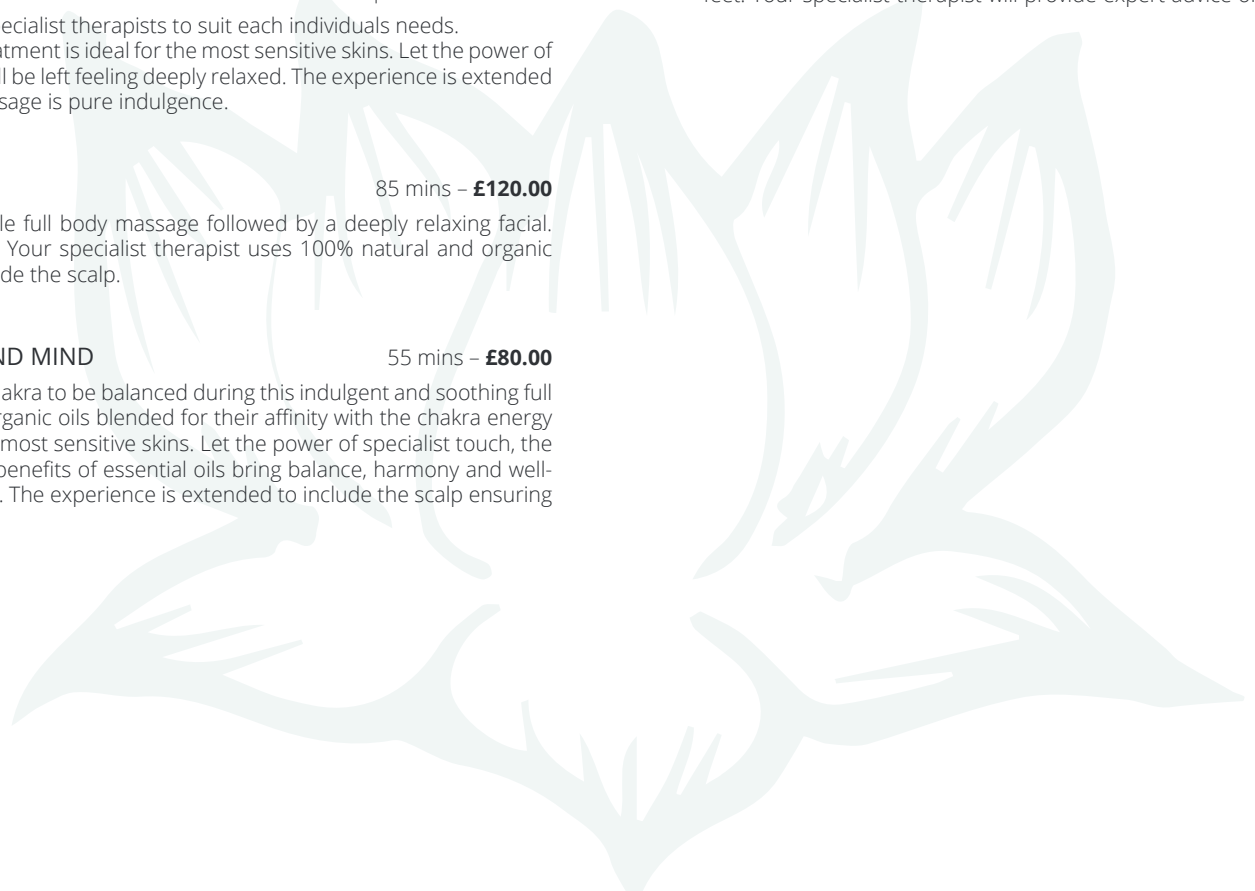 ecialist therapists to suit each individuals needs.
atment is ideal for the most sensitive skins. Let the power of
ll be left feeling deeply relaxed. The experience is extended
sage is pure indulgence.
85 mins – £120.00
le full body massage followed by a deeply relaxing facial.
Your specialist therapist uses 100% natural and organic
de the scalp.
ND MIND 55 mins – £80.00
akra to be balanced during this indulgent and soothing full
rganic oils blended for their affinity with the chakra energy
most sensitive skins. Let the power of specialist touch, the
benefits of essential oils bring balance, harmony and well-
. The experience is extended to include the scalp ensuring
feet. Your specialist therapist will provide expert advice o